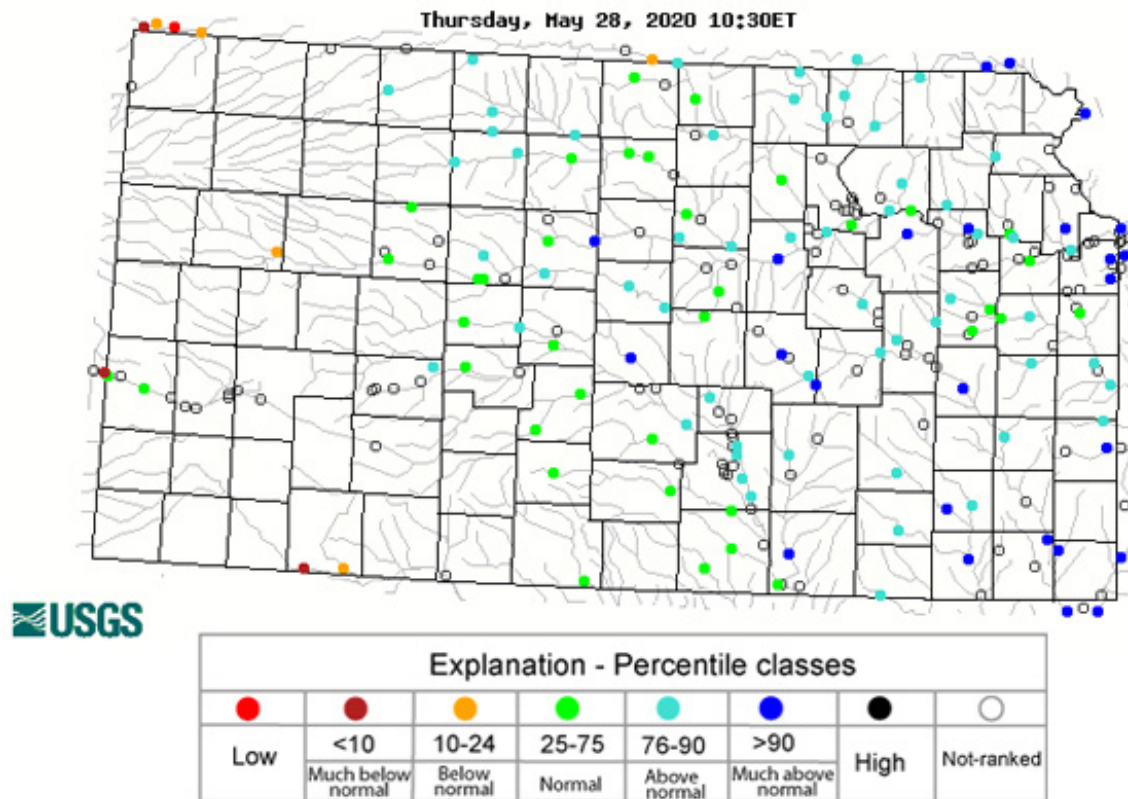 Thursday, May 28, 2020 10:30ET
USGS
Explanation - Percentile classes
Low
<10
10-24
25-75
76-90
>90
High
Not-ranked
Much below
normal
Below
normal
Normal
Above
normal
Much above
normal